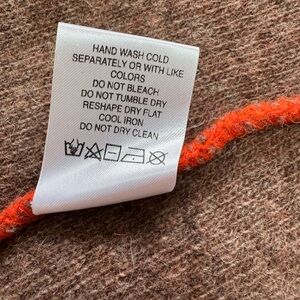 HAND WASH COLD
SEPARATELY OR WITH LIKE
COLORS
DO NOT BLEACH
DO NOT TUMBLE DRY
RESHAPE DRY FLAT
COOL IRON
DO NOT DRY CLEAN